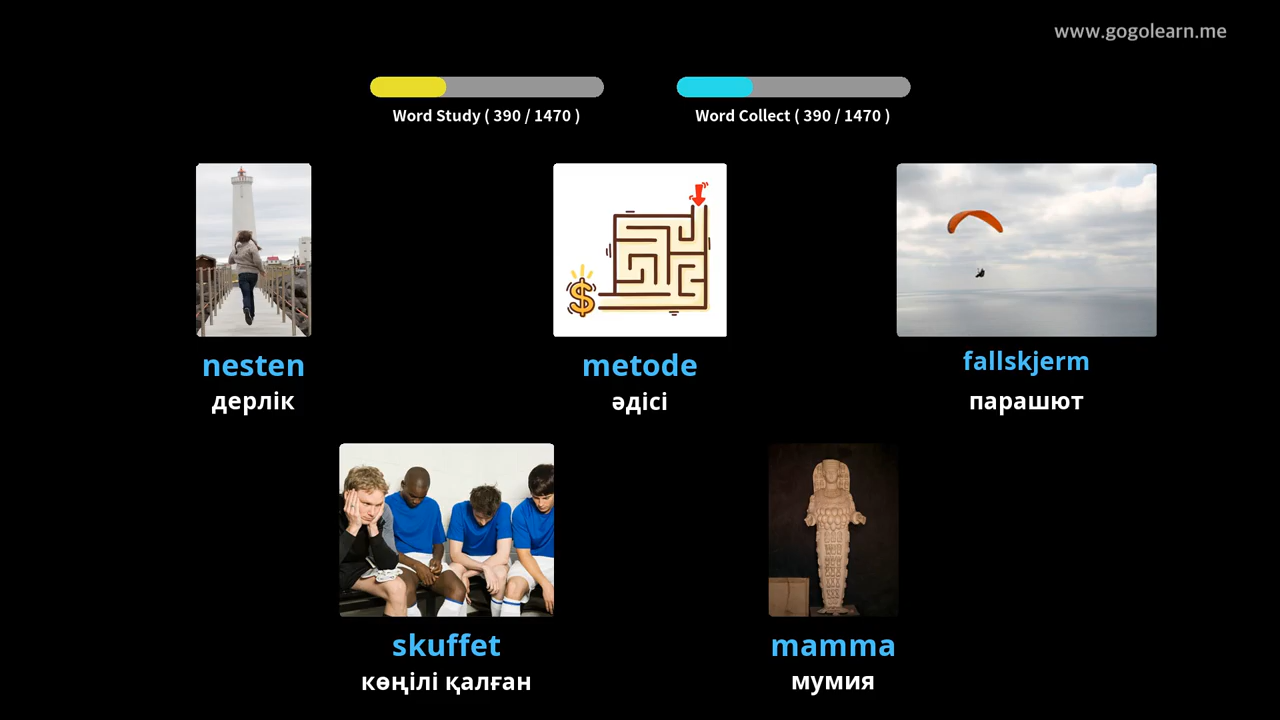 www.gogolearn.me
Word Study ( 390 / 1470 )
Word Collect ( 390 / 1470 )
nesten
дерлік
metode
әдісі
fallskjerm
парашют
skuffet
көңілі қалған
mamma
мумия